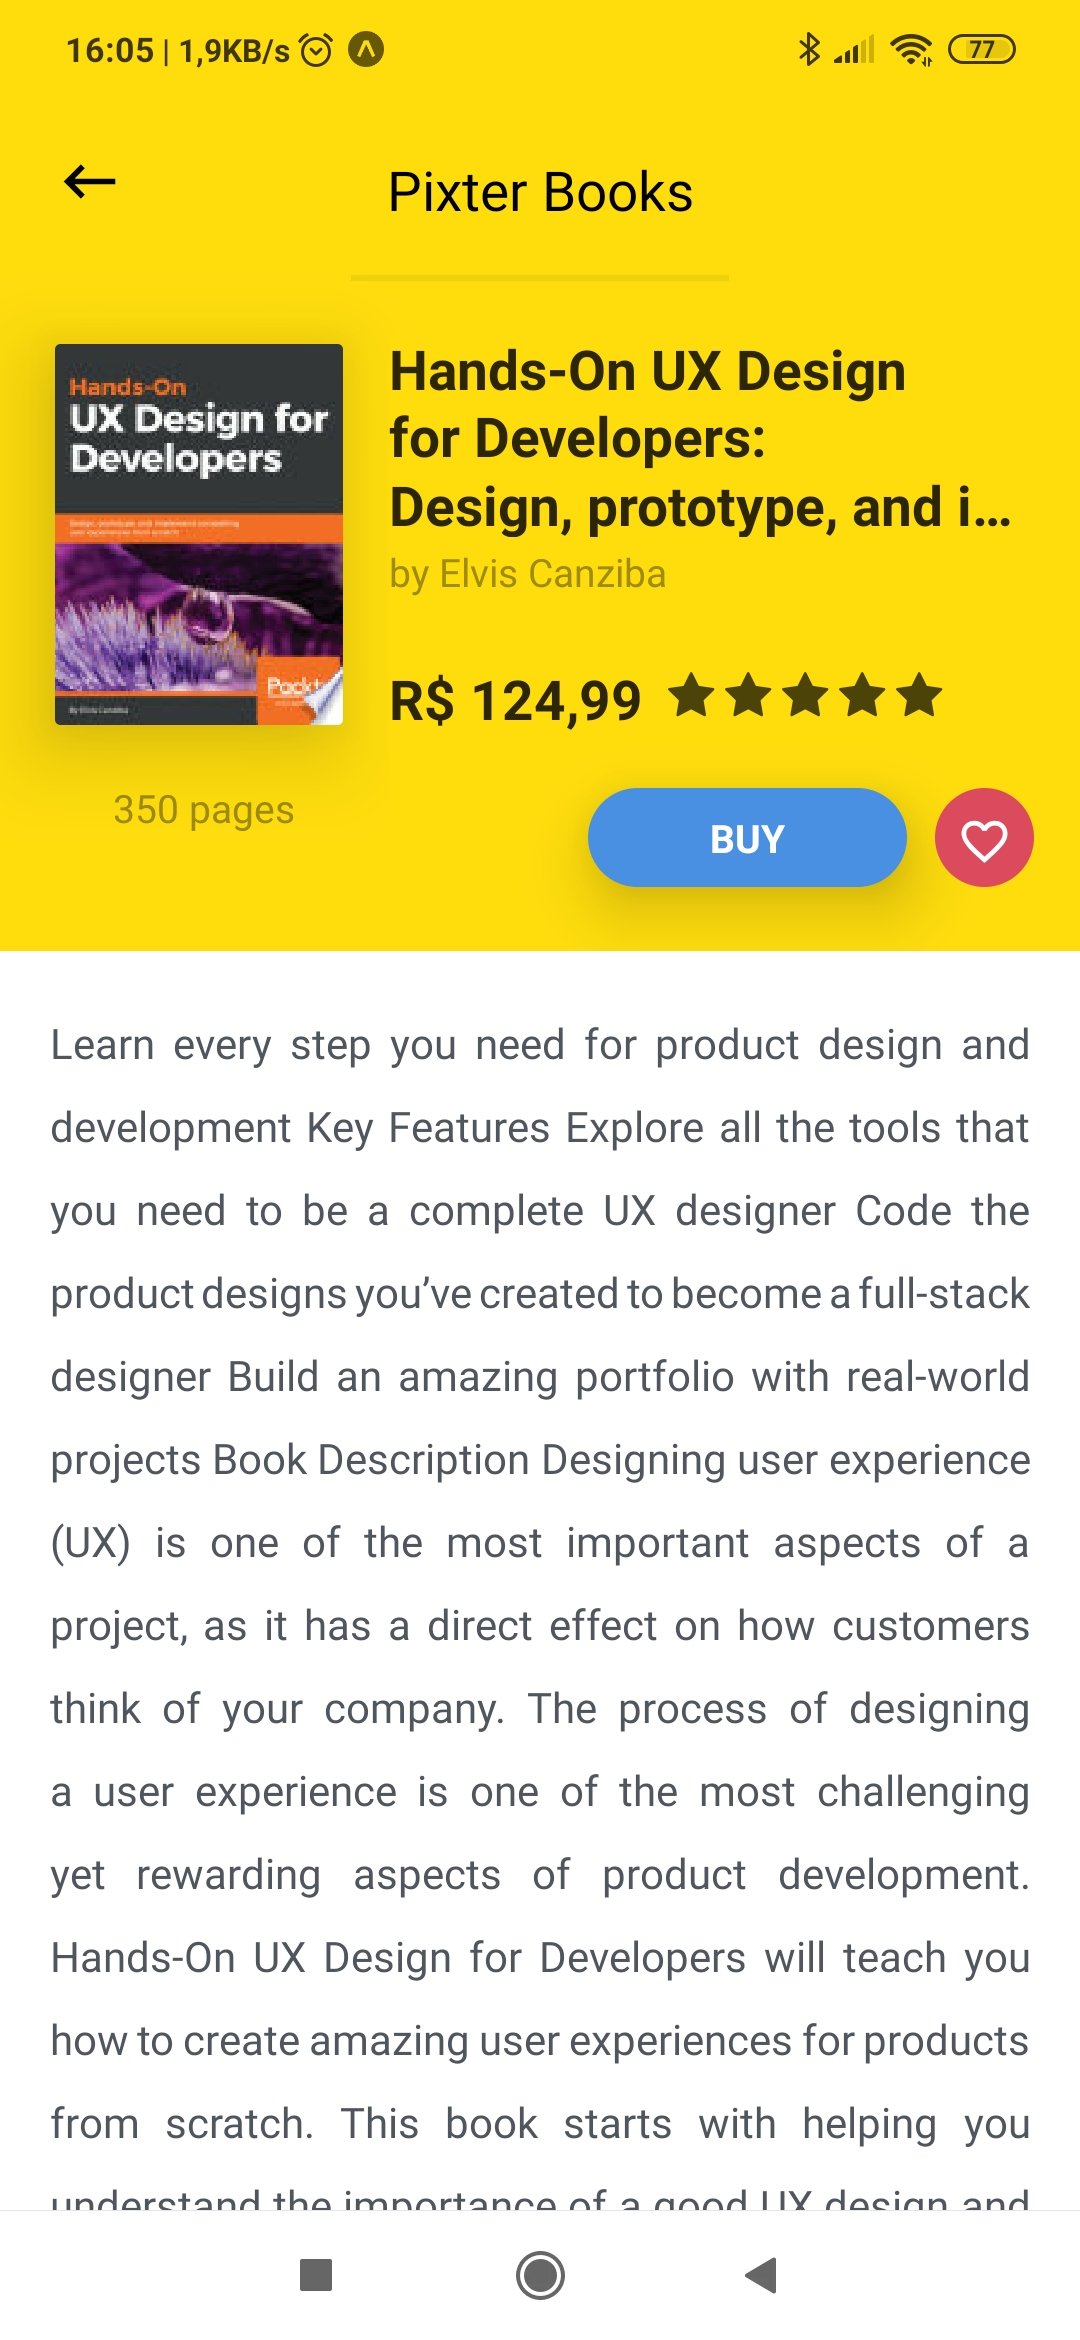 16:05 | 1,9KB/s
77
Pixter Books
Hands-On
UX Design for
Developers
Packt
Hands-On UX Design
for Developers:
Design, prototype, and i...
by Elvis Canziba
R$ 124,99
350 pages
BUY
Learn every step you need for product design and
development Key Features Explore all the tools that
you need to be a complete UX designer Code the
product designs you’ve created to become a full-stack
designer Build an amazing portfolio with real-world
projects Book Description Designing user experience
(UX) is one of the most important aspects of a
project, as it has a direct effect on how customers
think of your company. The process of designing
a user experience is one of the most challenging
yet rewarding aspects of product development.
Hands-On UX Design for Developers will teach you
how to create amazing user experiences for products
from scratch. This book starts with helping you
understand the importance of a good UX design and